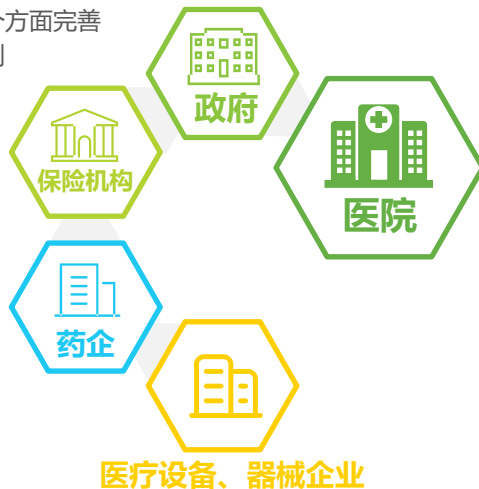 个方面完善
政府
保险机构
医院
药企
医疗设备、器械企业